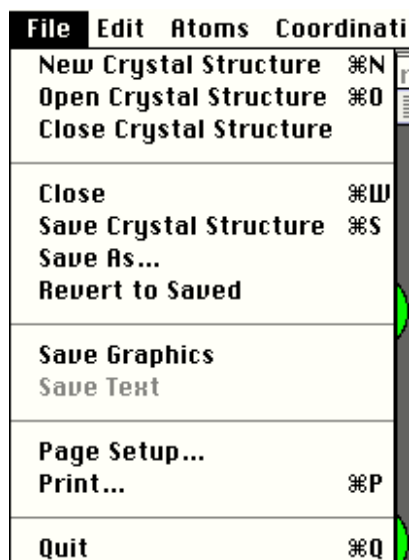 File Edit Atoms Coordinati
New Crystal Structure ⌘N
Open Crystal Structure ⌘O
Close Crystal Structure
Close ⌘W
Save Crystal Structure ⌘S
Save As...
Revert to Saved
Save Graphics
Save Text
Page Setup...
Print... ⌘P
Quit ⌘Q